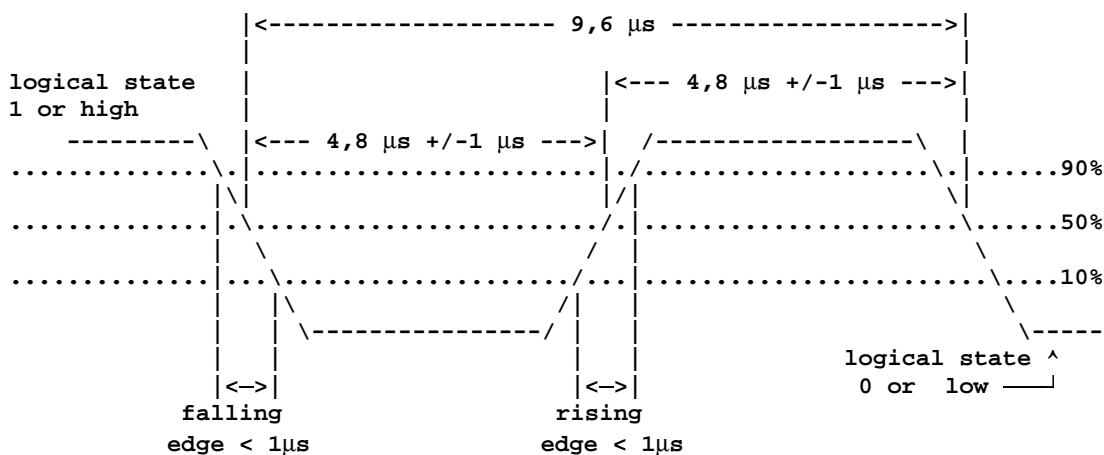 9,6 µs
logical state
1 or high
4,8 µs +/-1 µs
4,8 µs +/-1 µs
90%
50%
10%
logical state
0 or low
falling
edge < 1µs
rising
edge < 1µs